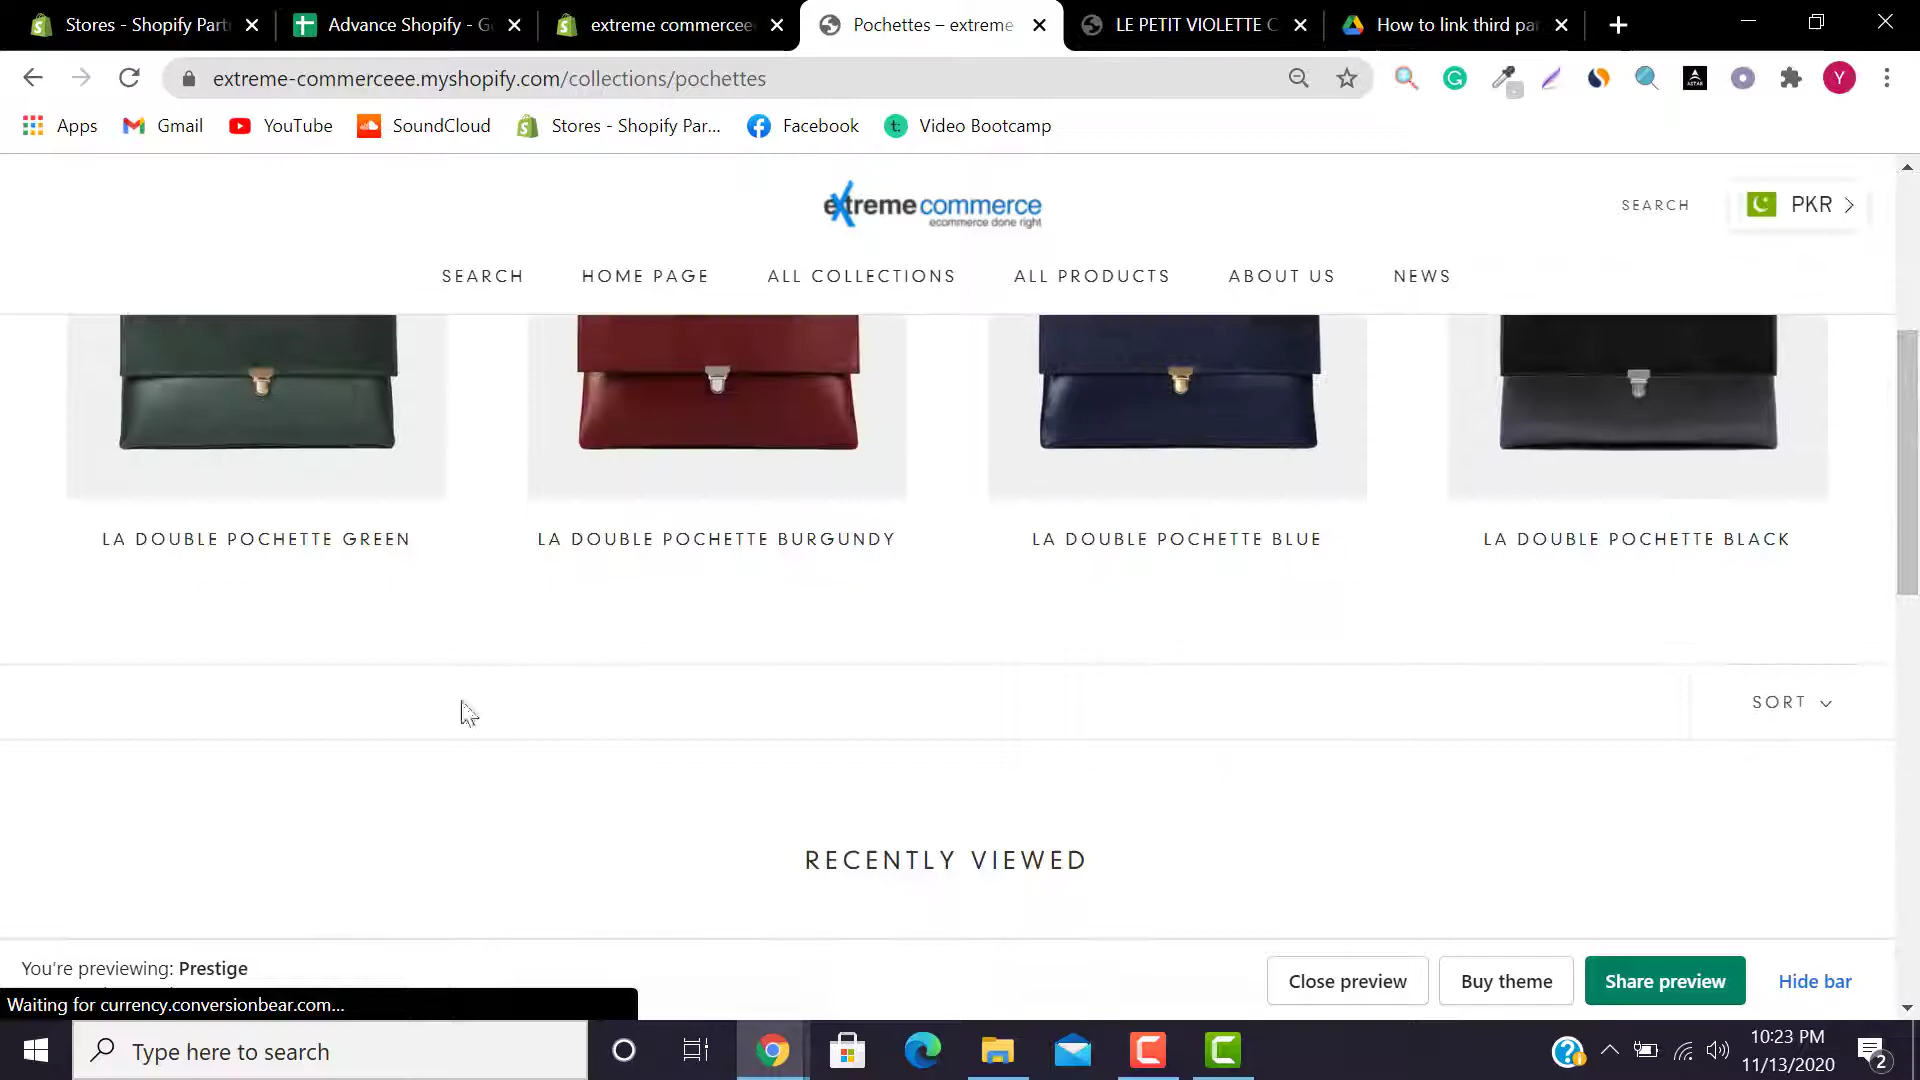 Stores - Shopify Part
Advance Shopify - G
extreme commercee
Pochettes – extreme
LE PETIT VIOLETTE C
How to link third par
extreme-commerceee.myshopify.com/collections/pochettes
Y
Apps
Gmail
YouTube
SoundCloud
Stores - Shopify Par...
Facebook
Video Bootcamp
extreme commerce
ecommerce done right
SEARCH
PKR
SEARCH
HOME PAGE
ALL COLLECTIONS
ALL PRODUCTS
ABOUT US
NEWS
LA DOUBLE POCHETTE GREEN
LA DOUBLE POCHETTE BURGUNDY
LA DOUBLE POCHETTE BLUE
LA DOUBLE POCHETTE BLACK
SORT
RECENTLY VIEWED
You're previewing: Prestige
Close preview
Buy theme
Share preview
Hide bar
Waiting for currency.conversionbear.com...
Type here to search
10:23 PM
11/13/2020
2